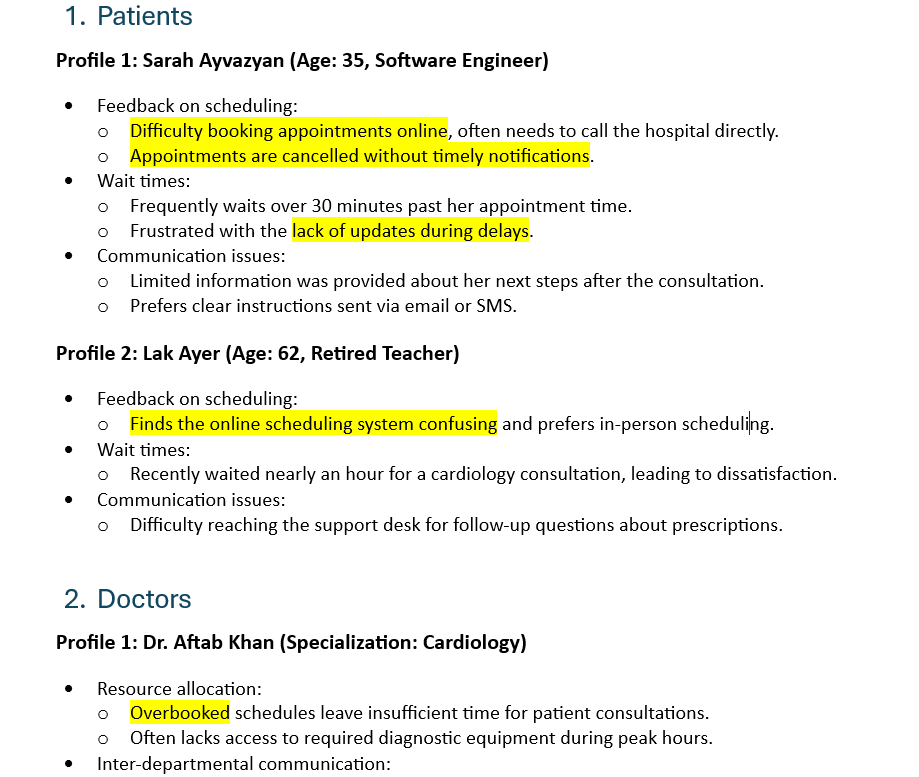 1. Patients
Profile 1: Sarah Ayvazyan (Age: 35, Software Engineer)
• Feedback on scheduling:
o Difficulty booking appointments online, often needs to call the hospital directly.
o Appointments are cancelled without timely notifications.
• Wait times:
o Frequently waits over 30 minutes past her appointment time.
o Frustrated with the lack of updates during delays.
• Communication issues:
o Limited information was provided about her next steps after the consultation.
o Prefers clear instructions sent via email or SMS.
Profile 2: Lak Ayer (Age: 62, Retired Teacher)
• Feedback on scheduling:
o Finds the online scheduling system confusing and prefers in-person scheduling.
• Wait times:
o Recently waited nearly an hour for a cardiology consultation, leading to dissatisfaction.
• Communication issues:
o Difficulty reaching the support desk for follow-up questions about prescriptions.
2. Doctors
Profile 1: Dr. Aftab Khan (Specialization: Cardiology)
• Resource allocation:
o Overbooked schedules leave insufficient time for patient consultations.
o Often lacks access to required diagnostic equipment during peak hours.
• Inter-departmental communication: